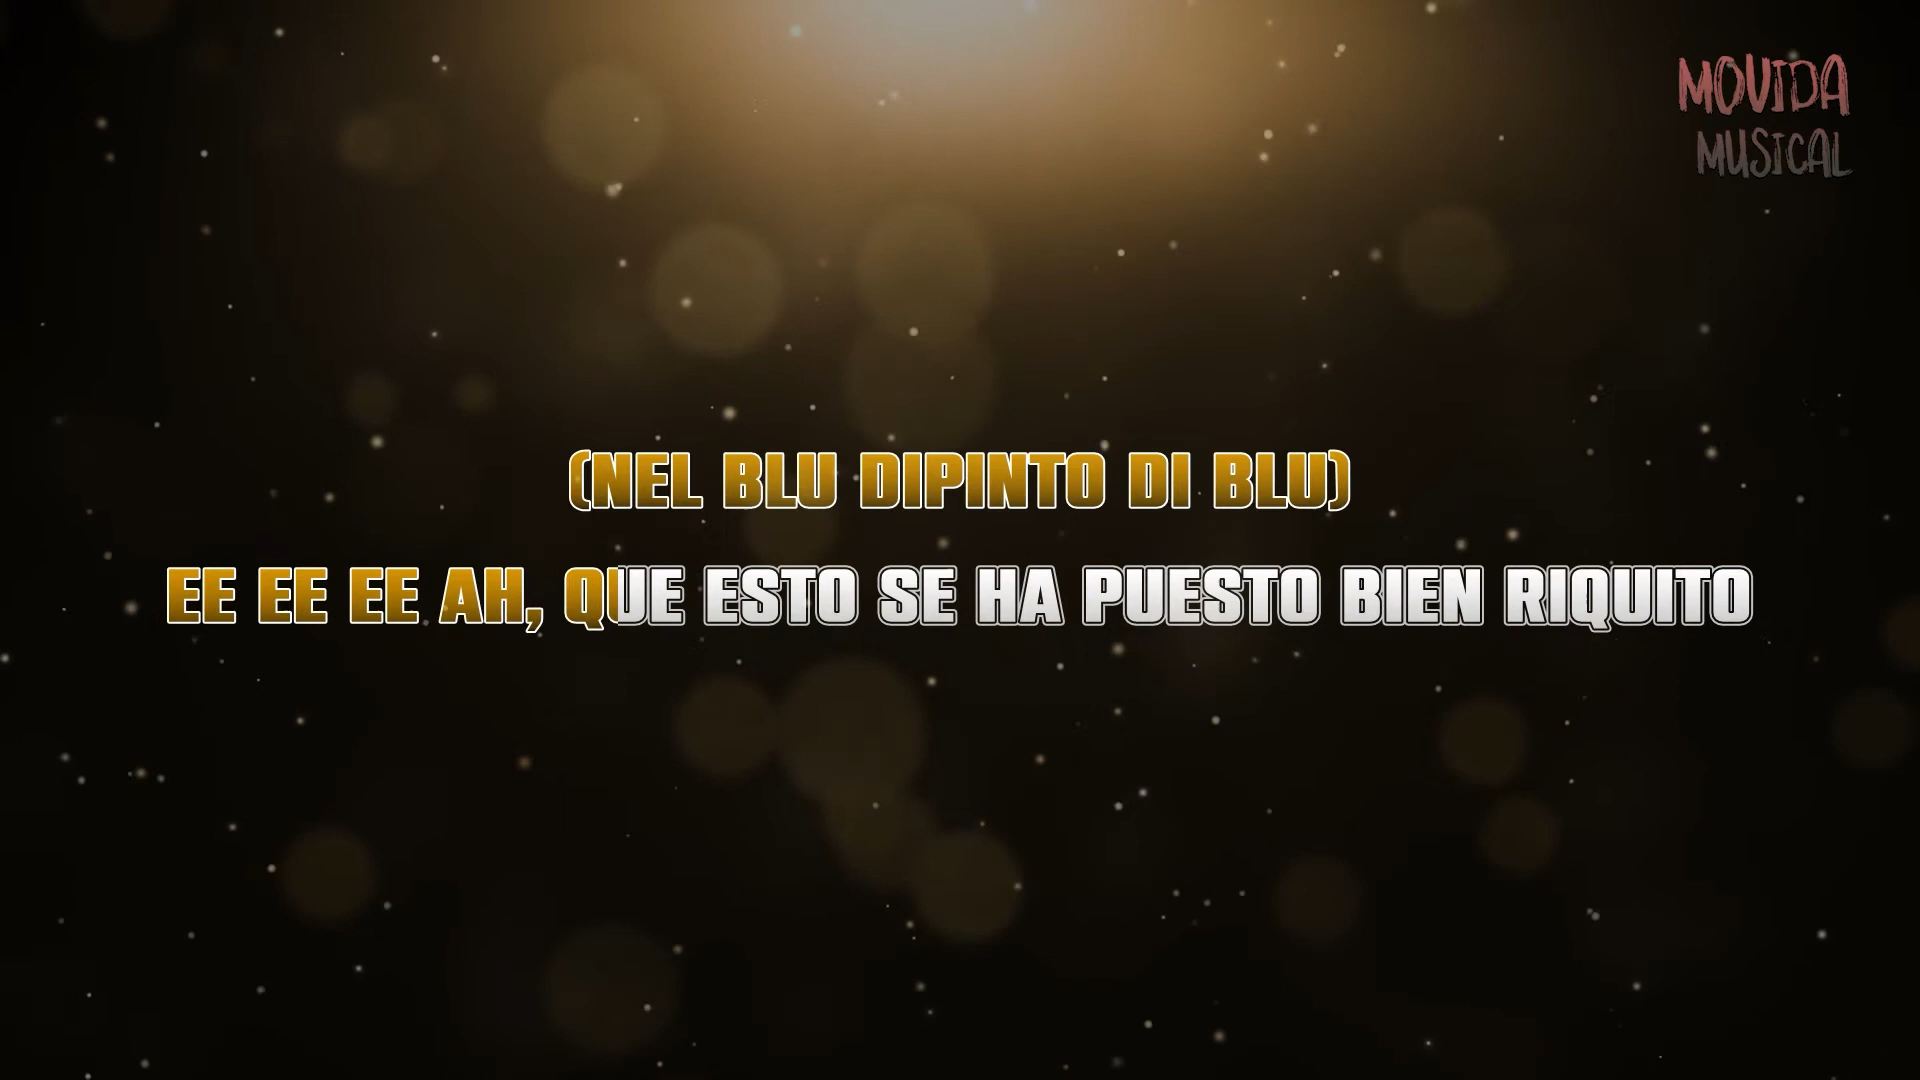 MOVIDA
MUSICAL
(NEL BLU DIPINTO DI BLU)
EE EE EE AH, QUE ESTO SE HA PUESTO BIEN RIQUITO